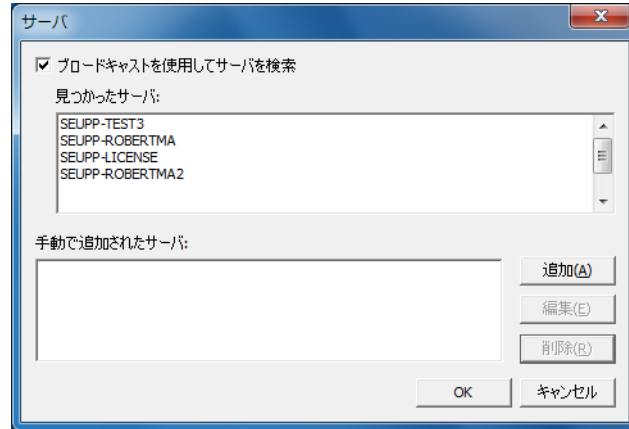 サーバ
ブロードキャストを使用してサーバを検索
見つかったサーバ:
SEUPP-TEST3
SEUPP-ROBERTMA
SEUPP-LICENSE
SEUPP-ROBERTMA2
手動で追加されたサーバ:
追加(A)
編集(E)
削除(R)
OK
キャンセル